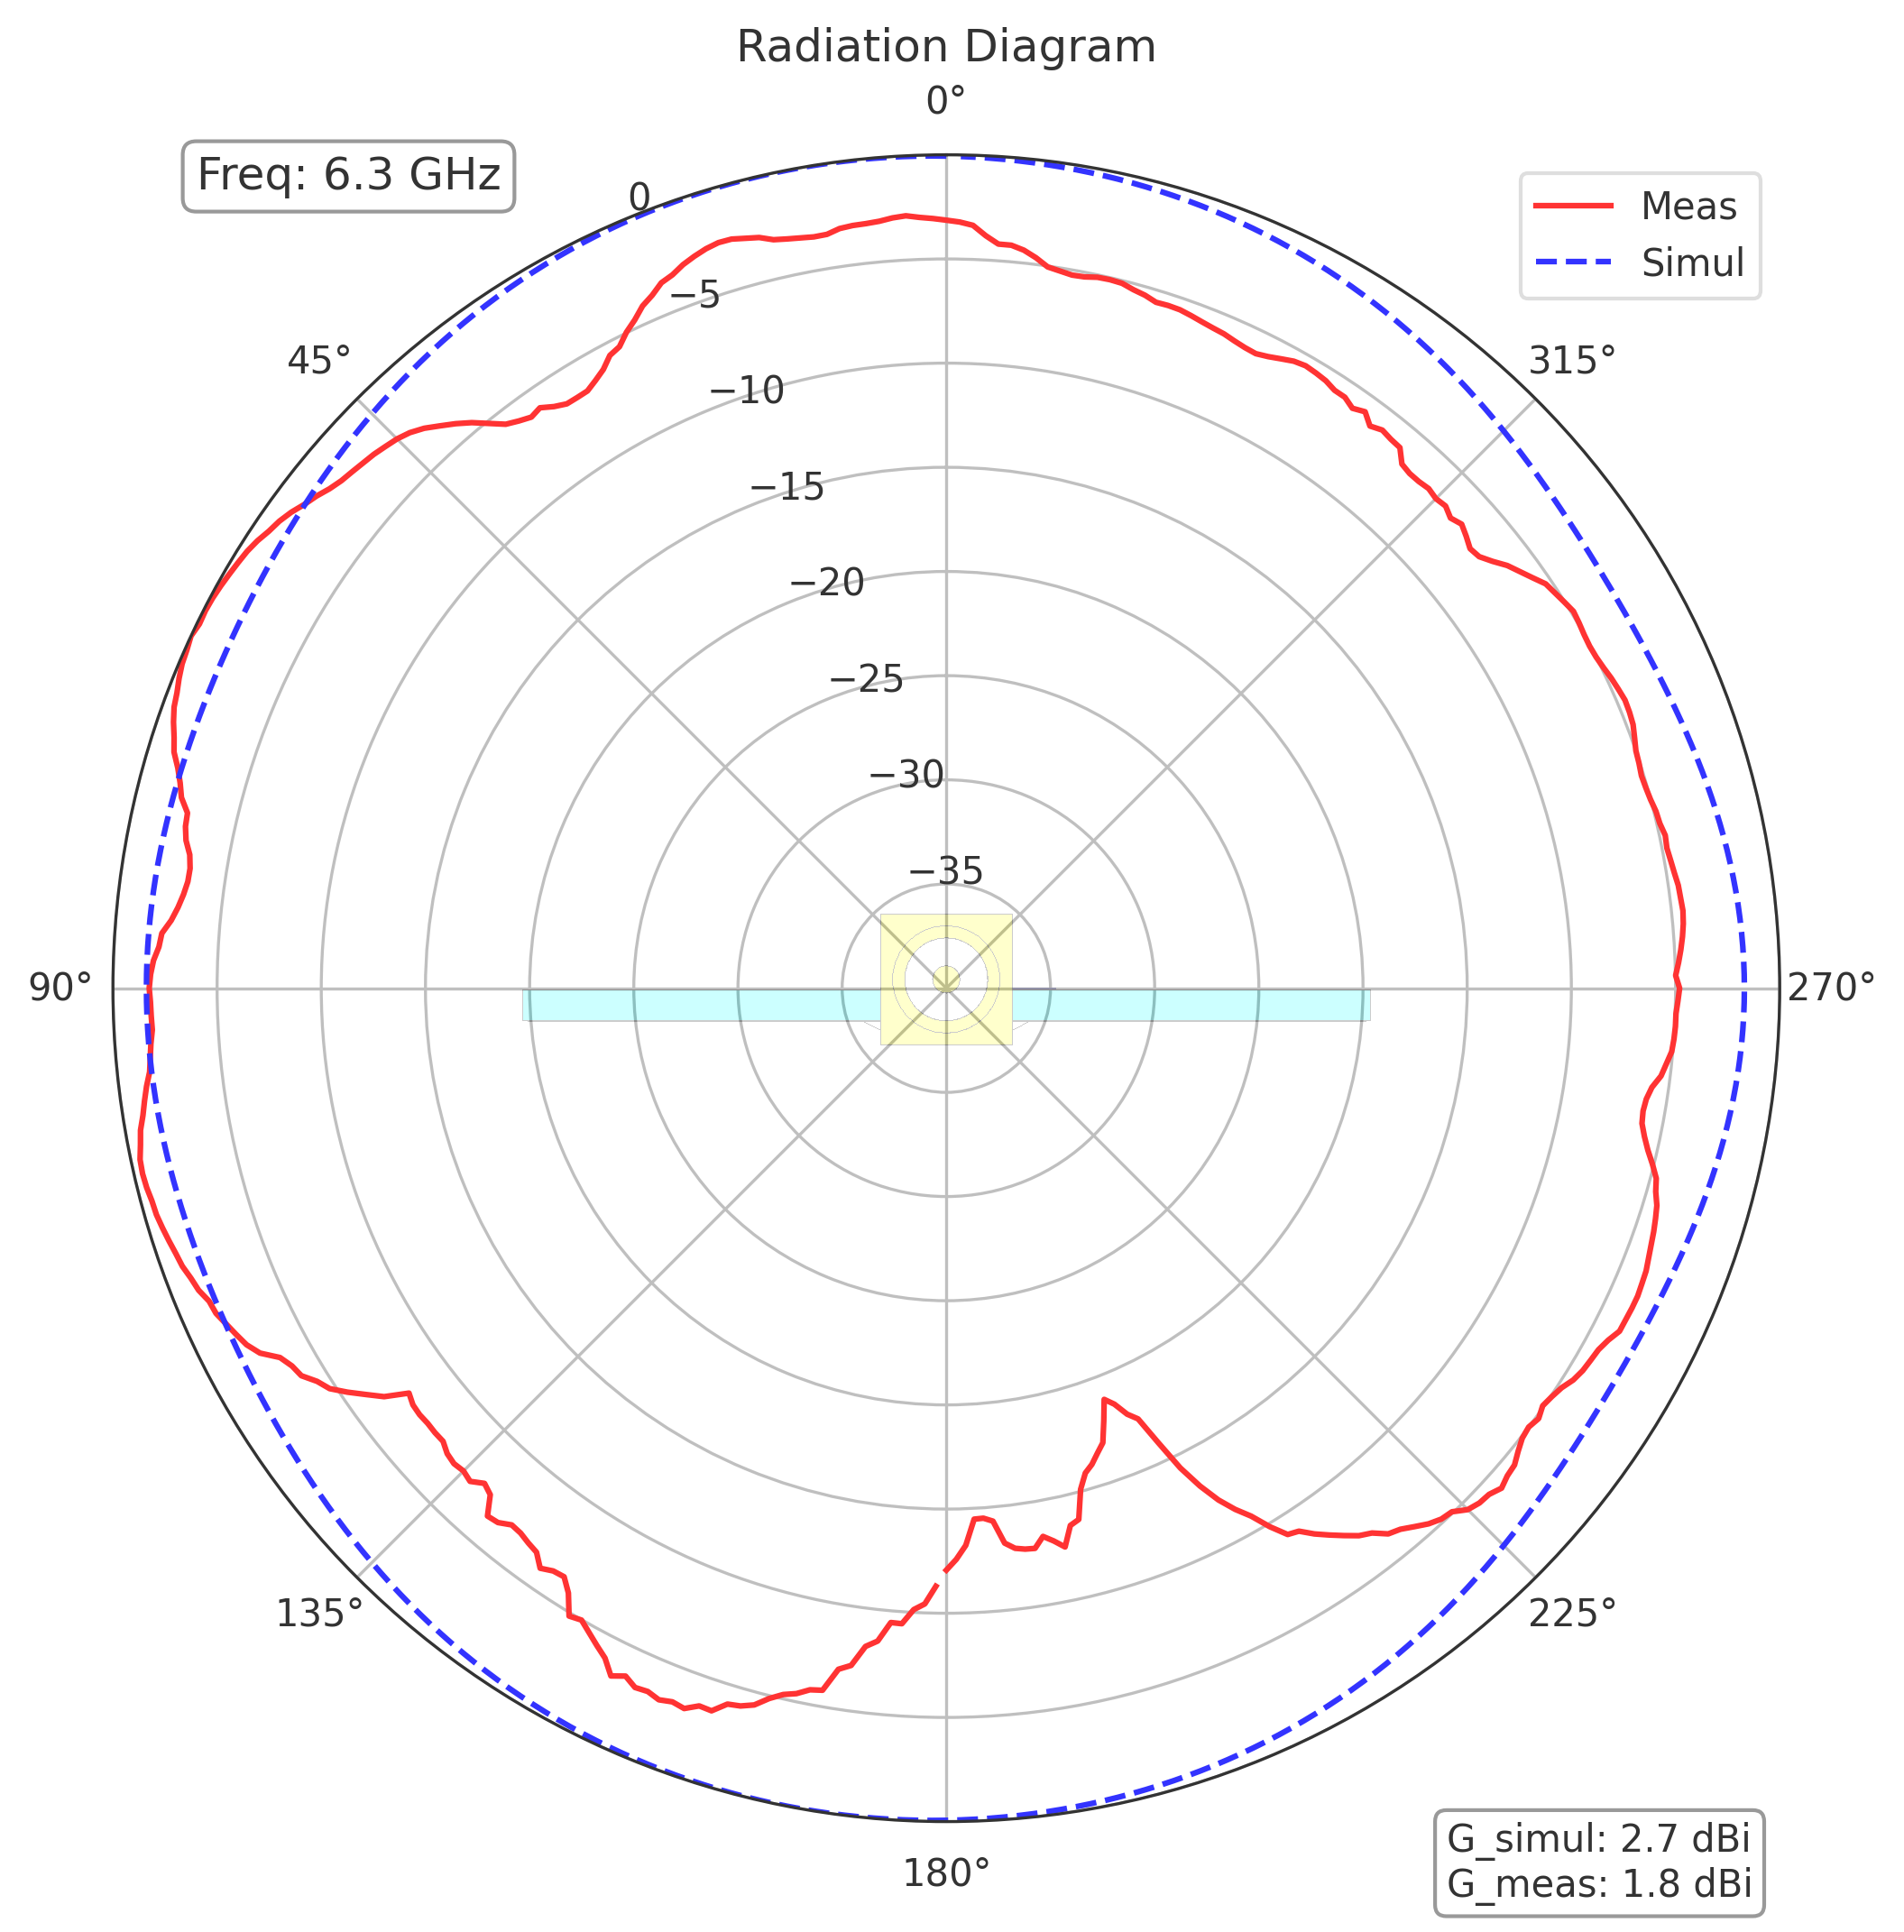 Radiation Diagram
0°
Freq: 6.3 GHz
Meas
Simul
0
−5
45°
315°
−10
−15
−20
−25
−30
−35
90°
270°
135°
225°
180°
G_simul: 2.7 dBi
G_meas: 1.8 dBi